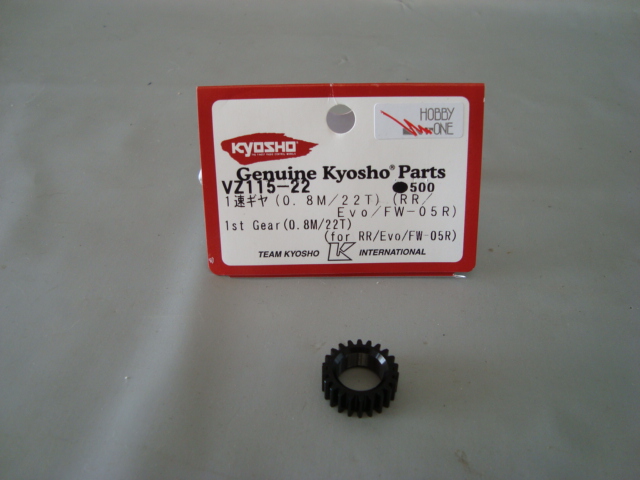 HOBBY
ONE
KYOSHO
Genuine Kyosho® Parts
VZ115-22 ●500
1速ギヤ(0.8M/22T) (RR/
Evo/FW-05R)
1st Gear(0.8M/22T)
(for RR/Evo/FW-05R)
TEAM KYOSHO K INTERNATIONAL